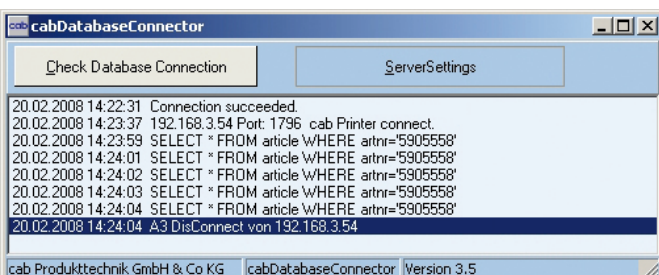 cab cabDatabaseConnector
Check Database Connection
ServerSettings
20.02.2008 14:22:31 Connection succeeded.
20.02.2008 14:23:37 192.168.3.54 Port: 1796 cab Printer connect.
20.02.2008 14:23:59 SELECT * FROM article WHERE artnr='5905558'
20.02.2008 14:24:01 SELECT * FROM article WHERE artnr='5905558'
20.02.2008 14:24:02 SELECT * FROM article WHERE artnr='5905558'
20.02.2008 14:24:03 SELECT * FROM article WHERE artnr='5905558'
20.02.2008 14:24:04 SELECT * FROM article WHERE artnr='5905558'
20.02.2008 14:24:04 A3 DisConnect von 192.168.3.54
cab Produkttechnik GmbH & Co KG cabDatabaseConnector Version 3.5